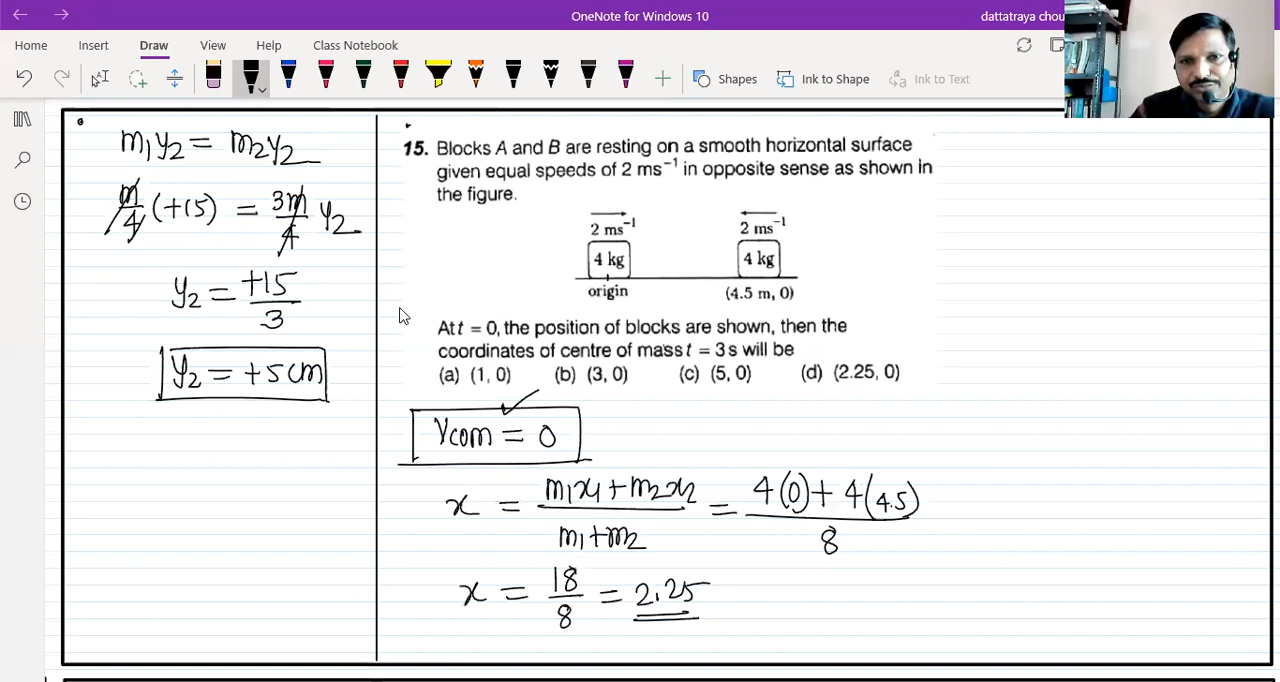 OneNote for Windows 10
dattatraya chou
Home Insert Draw View Help Class Notebook
Shapes Ink to Shape Ink to Text
m₁y₂ = m₂y₂
m/4 (+15) = 3m/4 y₂
y₂ = +15/3
y₂ = +5cm
15. Blocks A and B are resting on a smooth horizontal surface
given equal speeds of 2 ms⁻¹ in opposite sense as shown in
the figure.
2 ms⁻¹ 2 ms⁻¹
4 kg 4 kg
origin (4.5 m, 0)
At t = 0, the position of blocks are shown, then the
coordinates of centre of mass t = 3 s will be
(a) (1, 0) (b) (3, 0) (c) (5, 0) (d) (2.25, 0)
Vcom = 0
x = m₁x₁+m₂x₂/m₁+m₂ = 4(0)+4(4.5)/8
x = 18/8 = 2.25